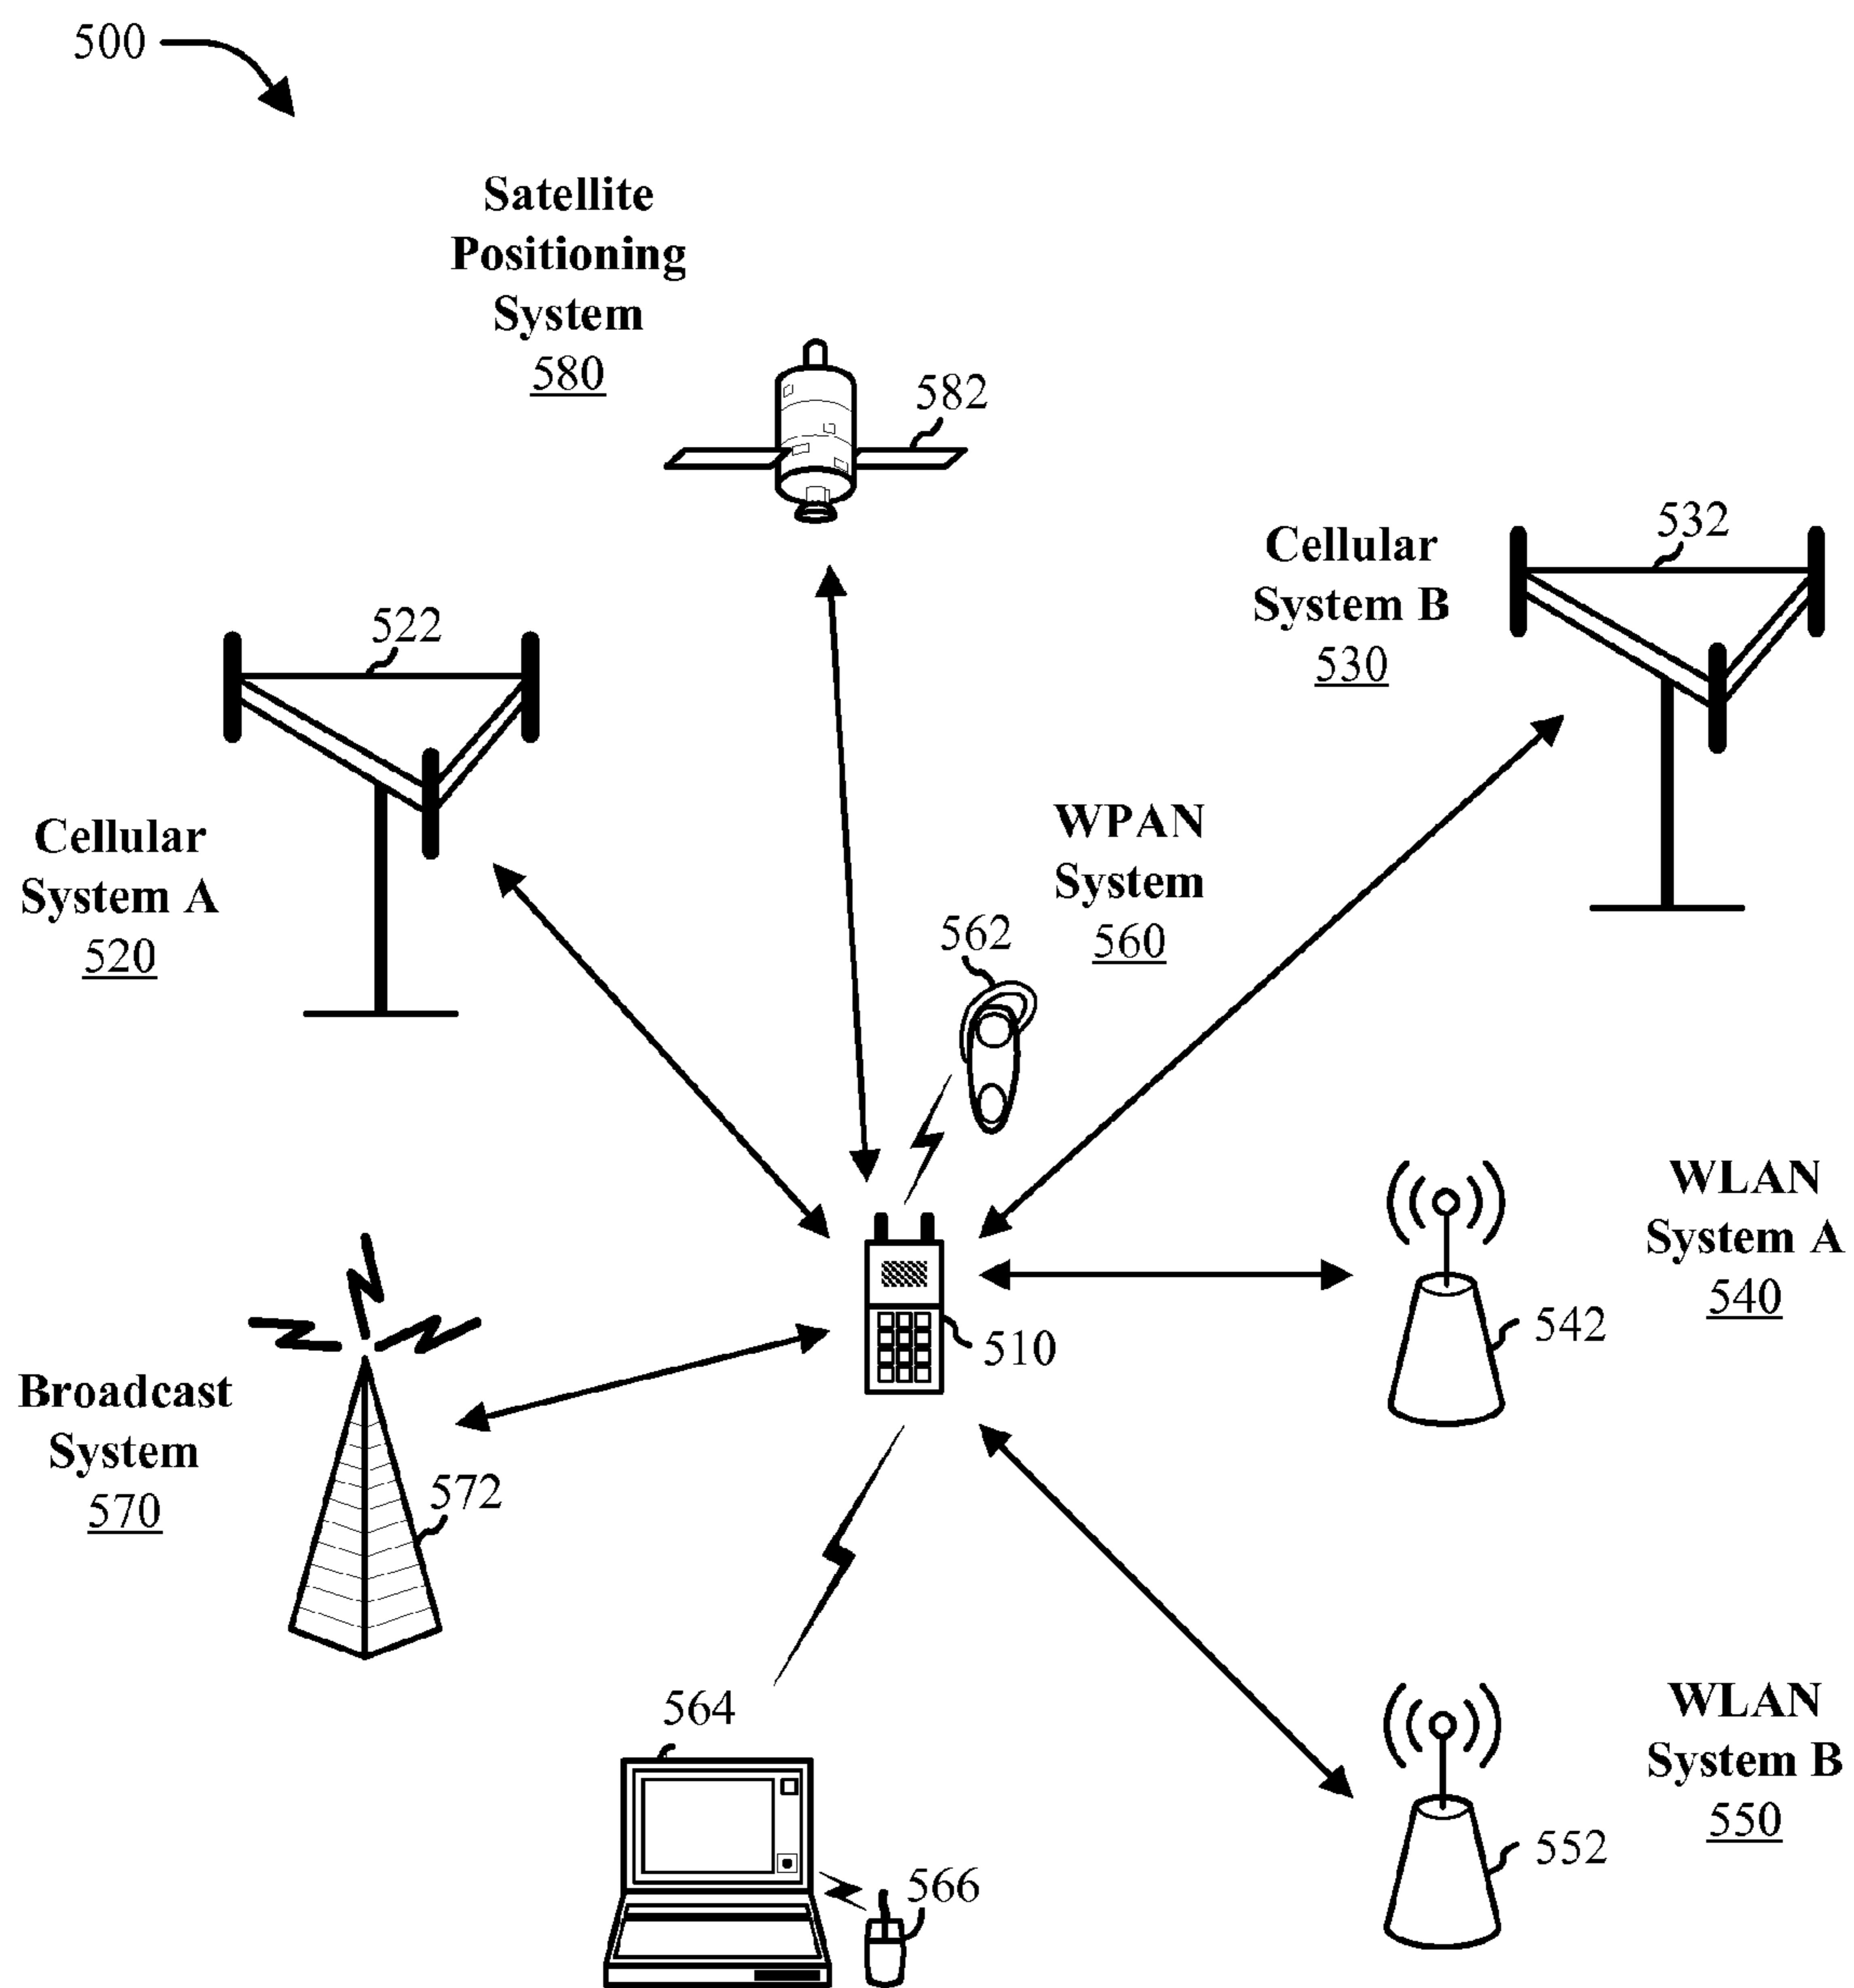 500
Satellite
Positioning
System
580
582
Cellular
System B
530
532
522
Cellular
System A
520
WPAN
System
560
562
WLAN
System A
540
542
510
Broadcast
System
570
572
564
566
WLAN
System B
550
552